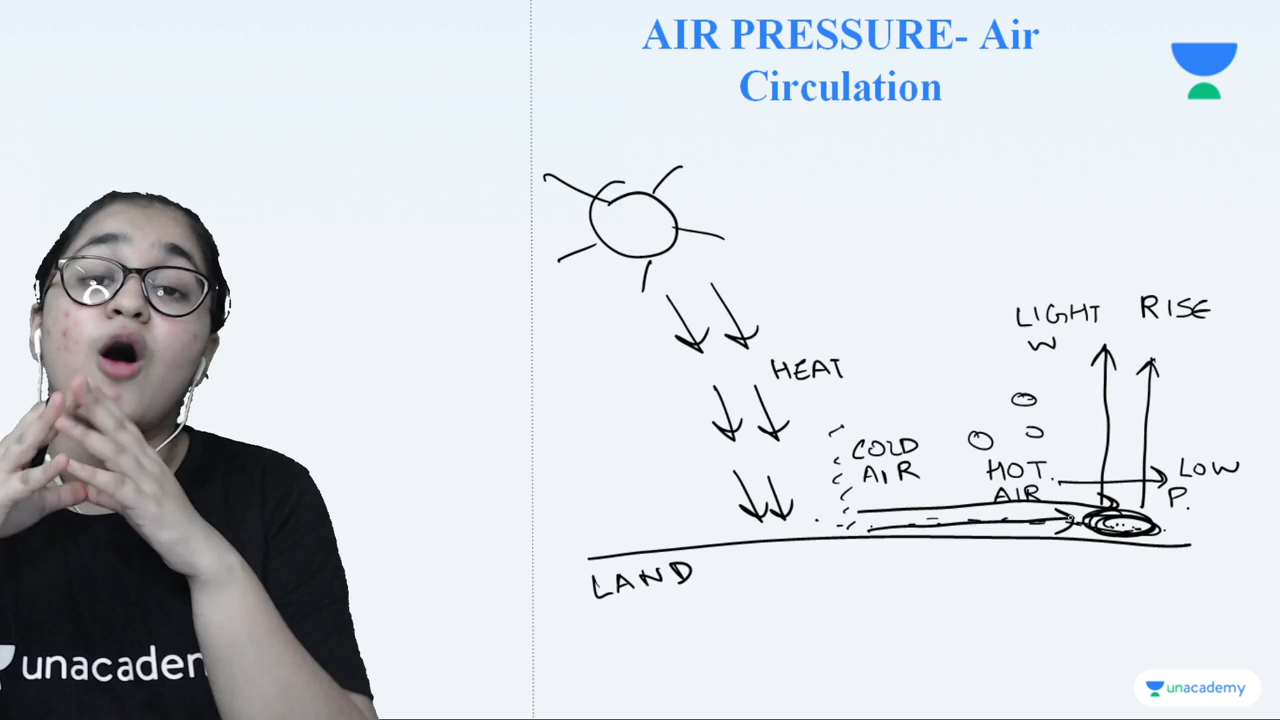 AIR PRESSURE- Air
Circulation
LIGHT RISE
W
HEAT
COLD
AIR
HOT
AIR
LOW
P.
LAND
unacadem
unacademy